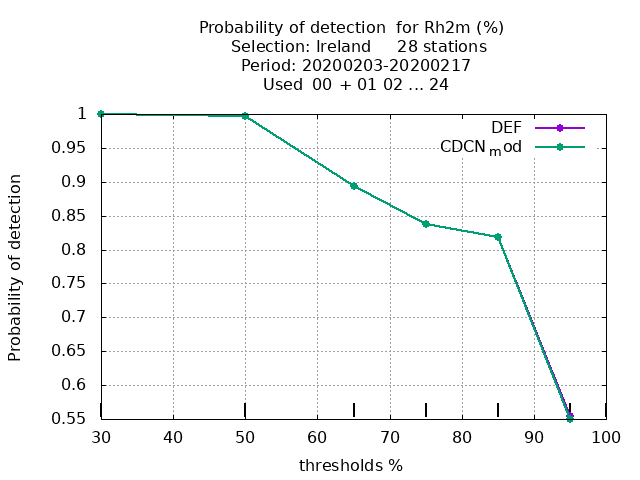 Probability of detection for Rh2m (%)
Selection: Ireland 28 stations
Period: 20200203-20200217
Used 00 + 01 02 ... 24
DEF
CDCNmod
Probability of detection
1
0.95
0.9
0.85
0.8
0.75
0.7
0.65
0.6
0.55
30 40 50 60 70 80 90 100
thresholds %